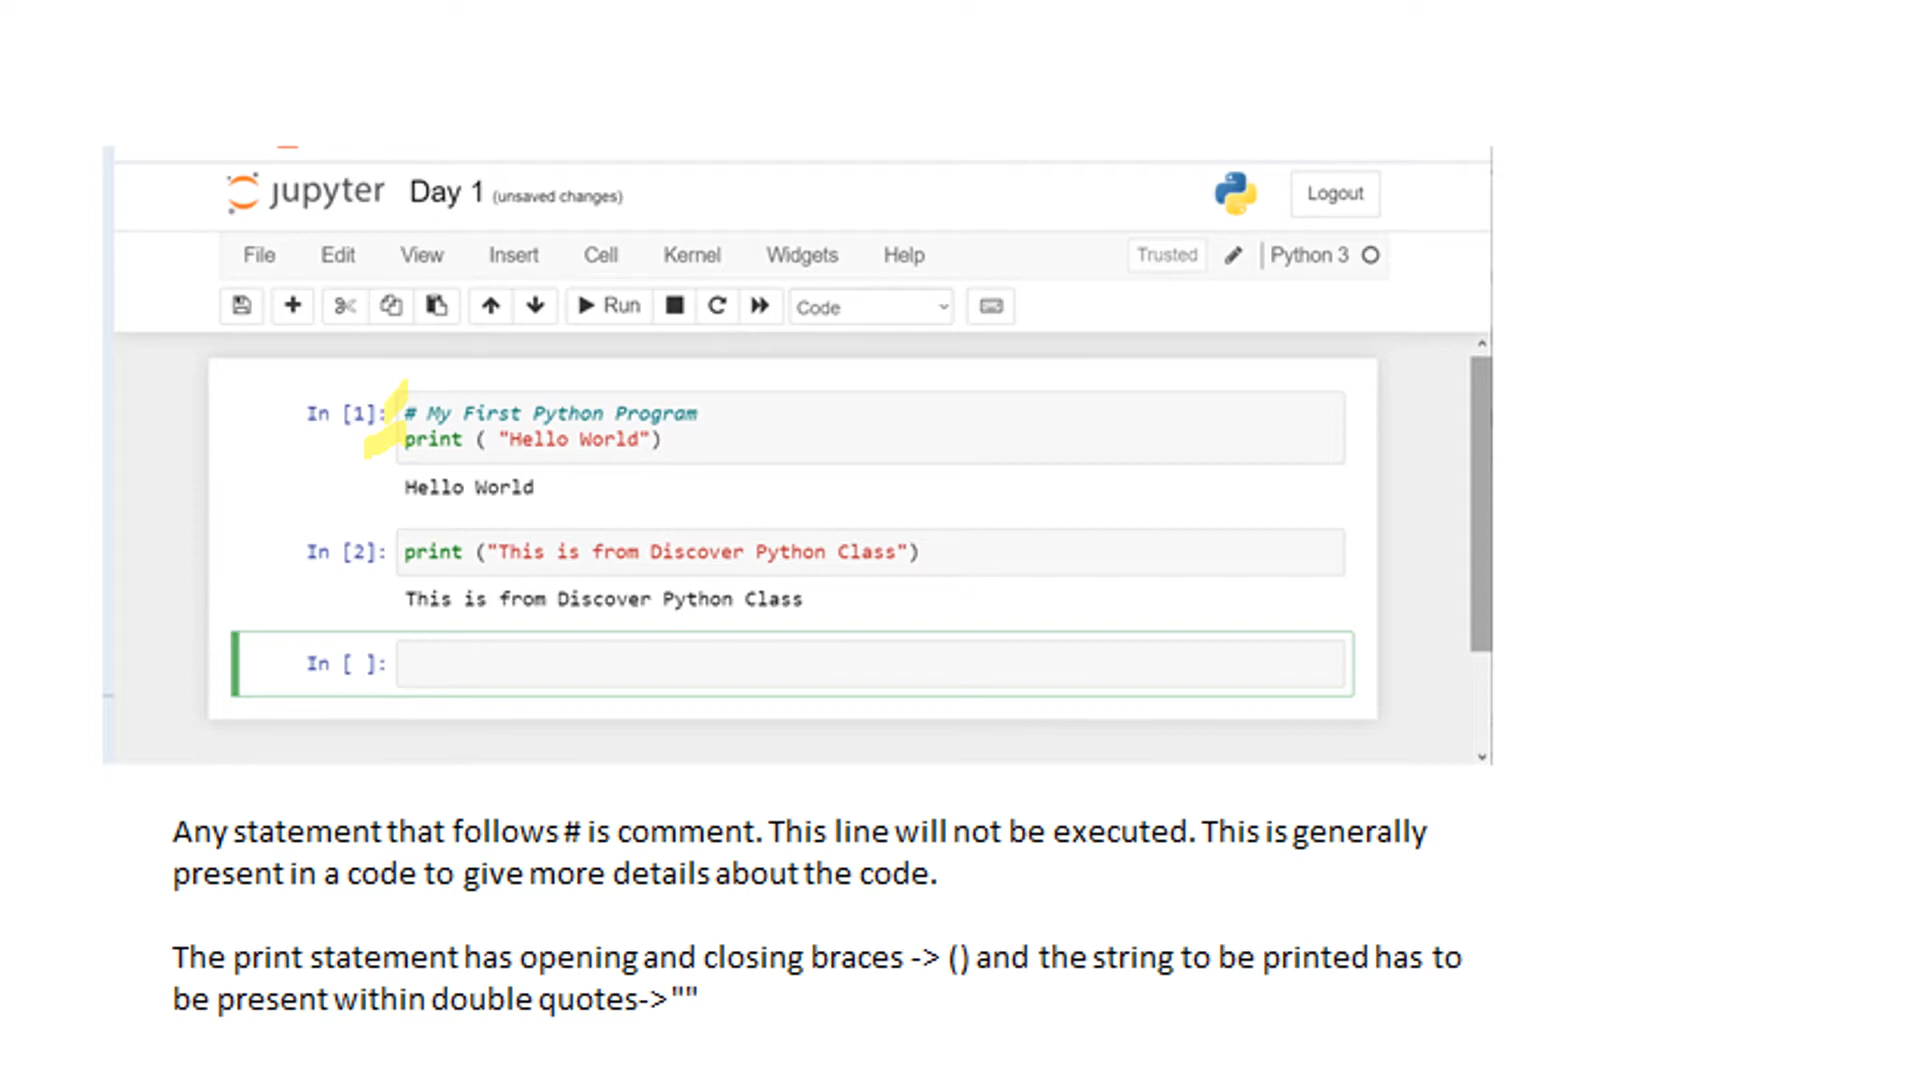 jupyter Day 1 (unsaved changes) Logout
File Edit View Insert Cell Kernel Widgets Help Trusted Python 3
Run Code
In [1]: # My First Python Program
print ( "Hello World")
Hello World
In [2]: print ("This is from Discover Python Class")
This is from Discover Python Class
In [ ]:
Any statement that follows # is comment. This line will not be executed. This is generally
present in a code to give more details about the code.
The print statement has opening and closing braces -> () and the string to be printed has to
be present within double quotes->""